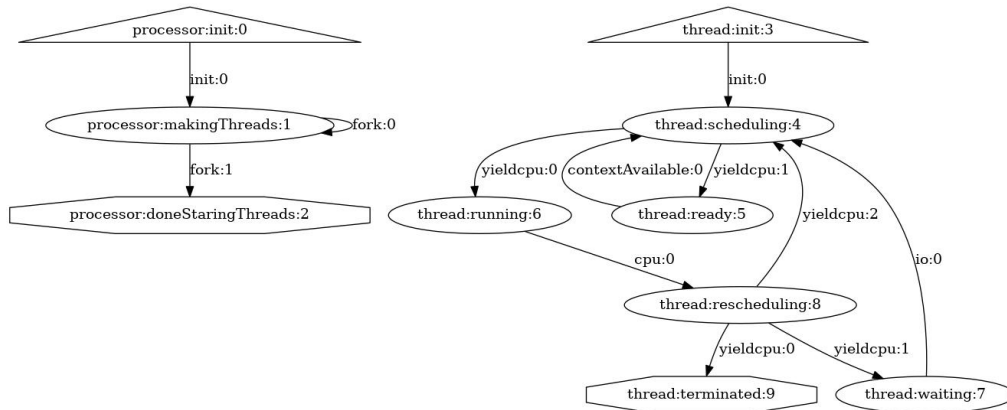 processor:init:0
thread:init:3
init:0
init:0
processor:makingThreads:1
fork:0
thread:scheduling:4
fork:1
yieldcpu:0
contextAvailable:0
yieldcpu:1
processor:doneStaringThreads:2
thread:running:6
thread:ready:5
yieldcpu:2
cpu:0
io:0
thread:rescheduling:8
yieldcpu:0
yieldcpu:1
thread:terminated:9
thread:waiting:7